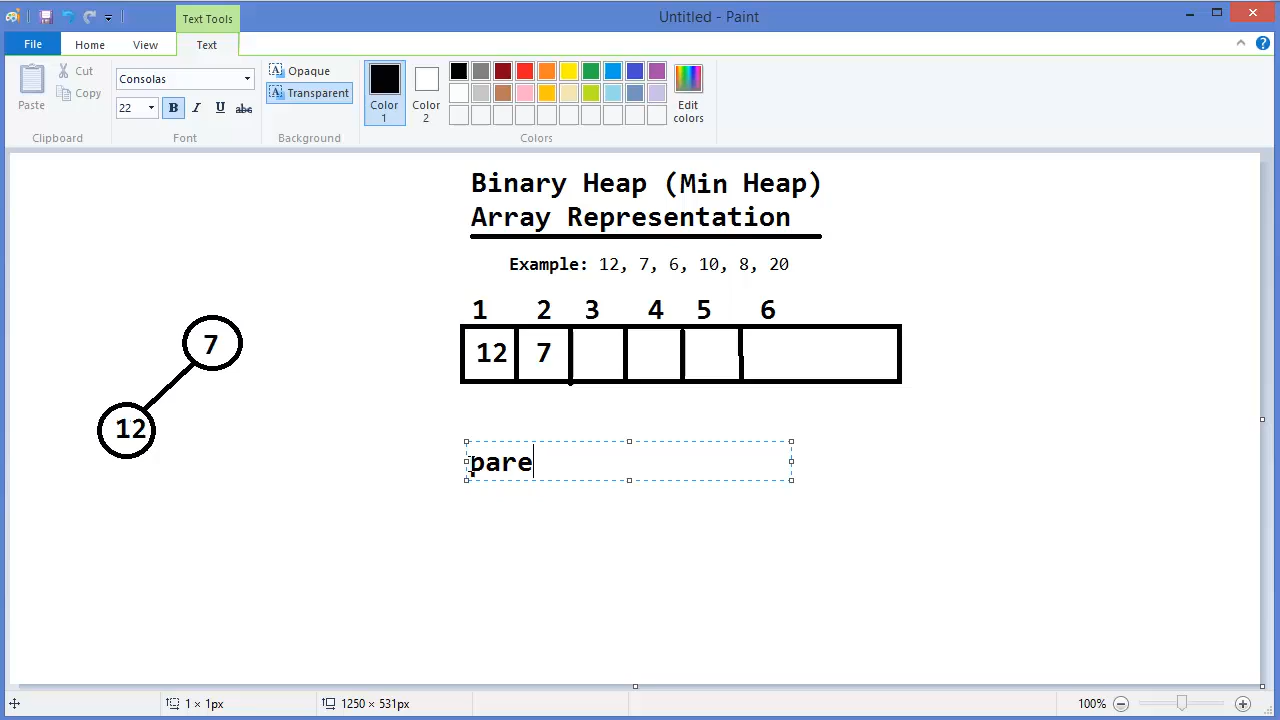 Untitled - Paint
Text Tools
File Home View Text
Paste
Cut
Copy
Clipboard
Consolas
22 B I U abc
Font
Opaque
Transparent
Background
Color 1
Color 2
Edit colors
Colors
Binary Heap (Min Heap)
Array Representation
Example: 12, 7, 6, 10, 8, 20
1 2 3 4 5 6
12 7
7
12
pare
1 × 1px
1250 × 531px
100%